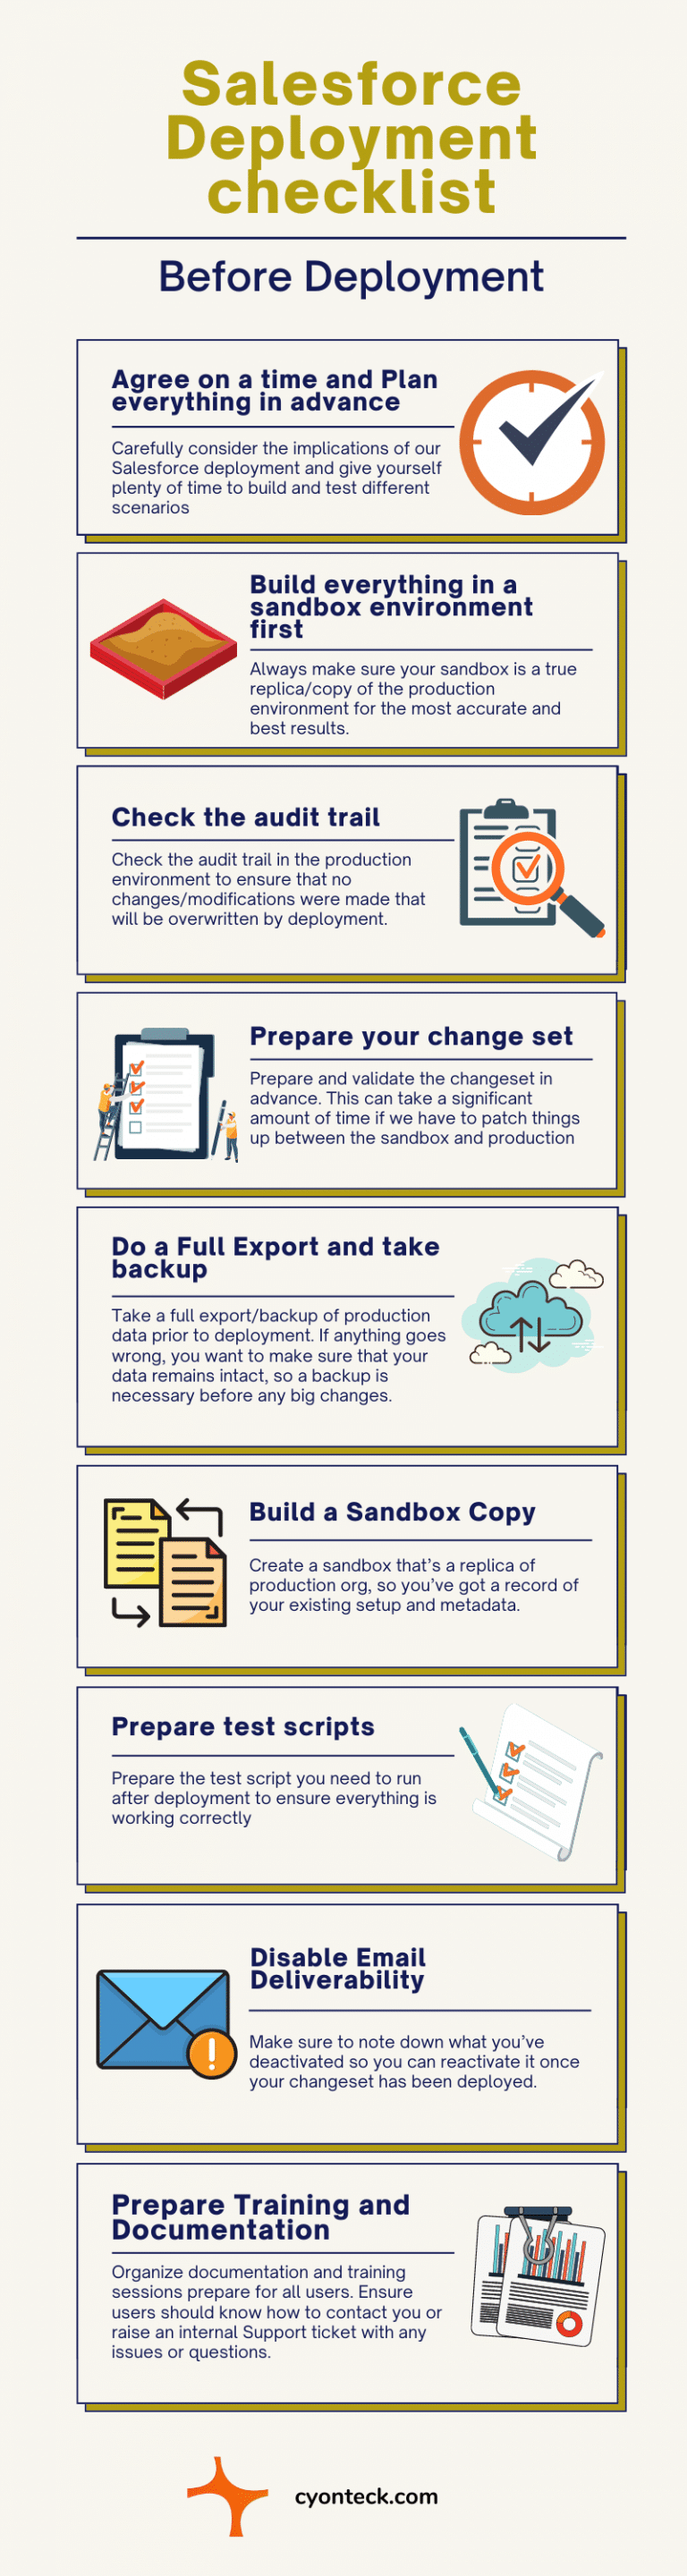 Salesforce
Deployment
checklist
Before Deployment
Agree on a time and Plan
everything in advance
Carefully consider the implications of our
Salesforce deployment and give yourself
plenty of time to build and test different
scenarios
Build everything in a
sandbox environment
first
Always make sure your sandbox is a true
replica/copy of the production
environment for the most accurate and
best results.
Check the audit trail
Check the audit trail in the production
environment to ensure that no
changes/modifications were made that
will be overwritten by deployment.
Prepare your change set
Prepare and validate the changeset in
advance. This can take a significant
amount of time if we have to patch things
up between the sandbox and production
Do a Full Export and take
backup
Take a full export/backup of production
data prior to deployment. If anything goes
wrong, you want to make sure that your
data remains intact, so a backup is
necessary before any big changes.
Build a Sandbox Copy
Create a sandbox that's a replica of
production org, so you've got a record of
your existing setup and metadata.
Prepare test scripts
Prepare the test script you need to run
after deployment to ensure everything is
working correctly
Disable Email
Deliverability
Make sure to note down what you've
deactivated so you can reactivate it once
your changeset has been deployed.
Prepare Training and
Documentation
Organize documentation and training
sessions prepare for all users. Ensure
users should know how to contact you or
raise an internal Support ticket with any
issues or questions.
cyonteck.com